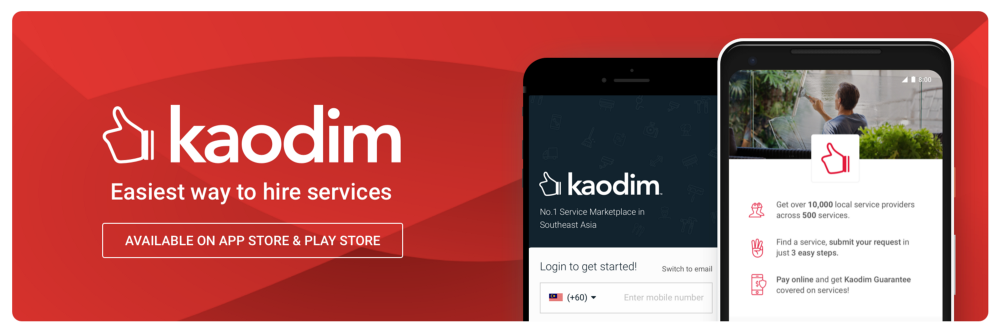 kaodim
Easiest way to hire services
AVAILABLE ON APP STORE & PLAY STORE
kaodim
No.1 Service Marketplace in
Southeast Asia
Login to get started!
Switch to email
(+60)
Enter mobile number
8:00
Get over 10,000 local service providers
across 500 services.
Find a service, submit your request in
just 3 easy steps.
Pay online and get Kaodim Guarantee
covered on services!